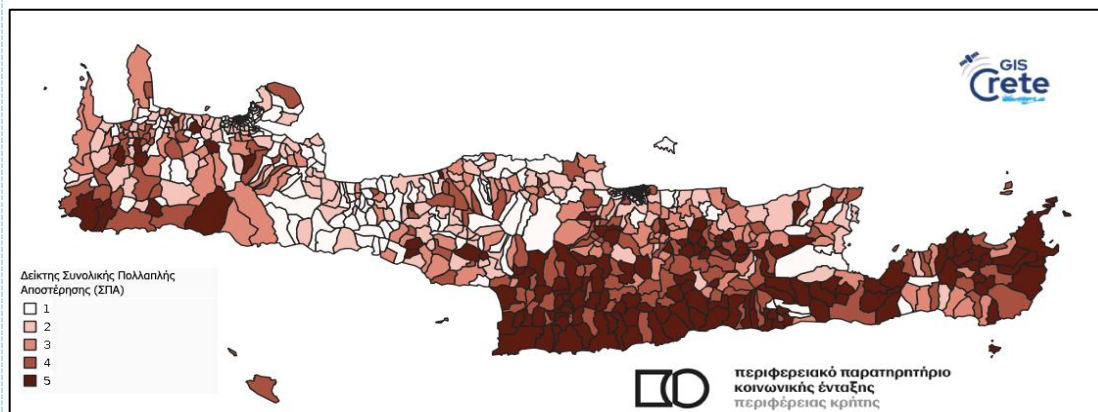 GIS
Crete
Δείκτης Συνολικής Πολλαπλής
Αποστέρησης (ΣΠΑ)
1
2
3
4
5
περιφερειακό παρατηρητήριο
κοινωνικής ένταξης
περιφέρειας κρήτης